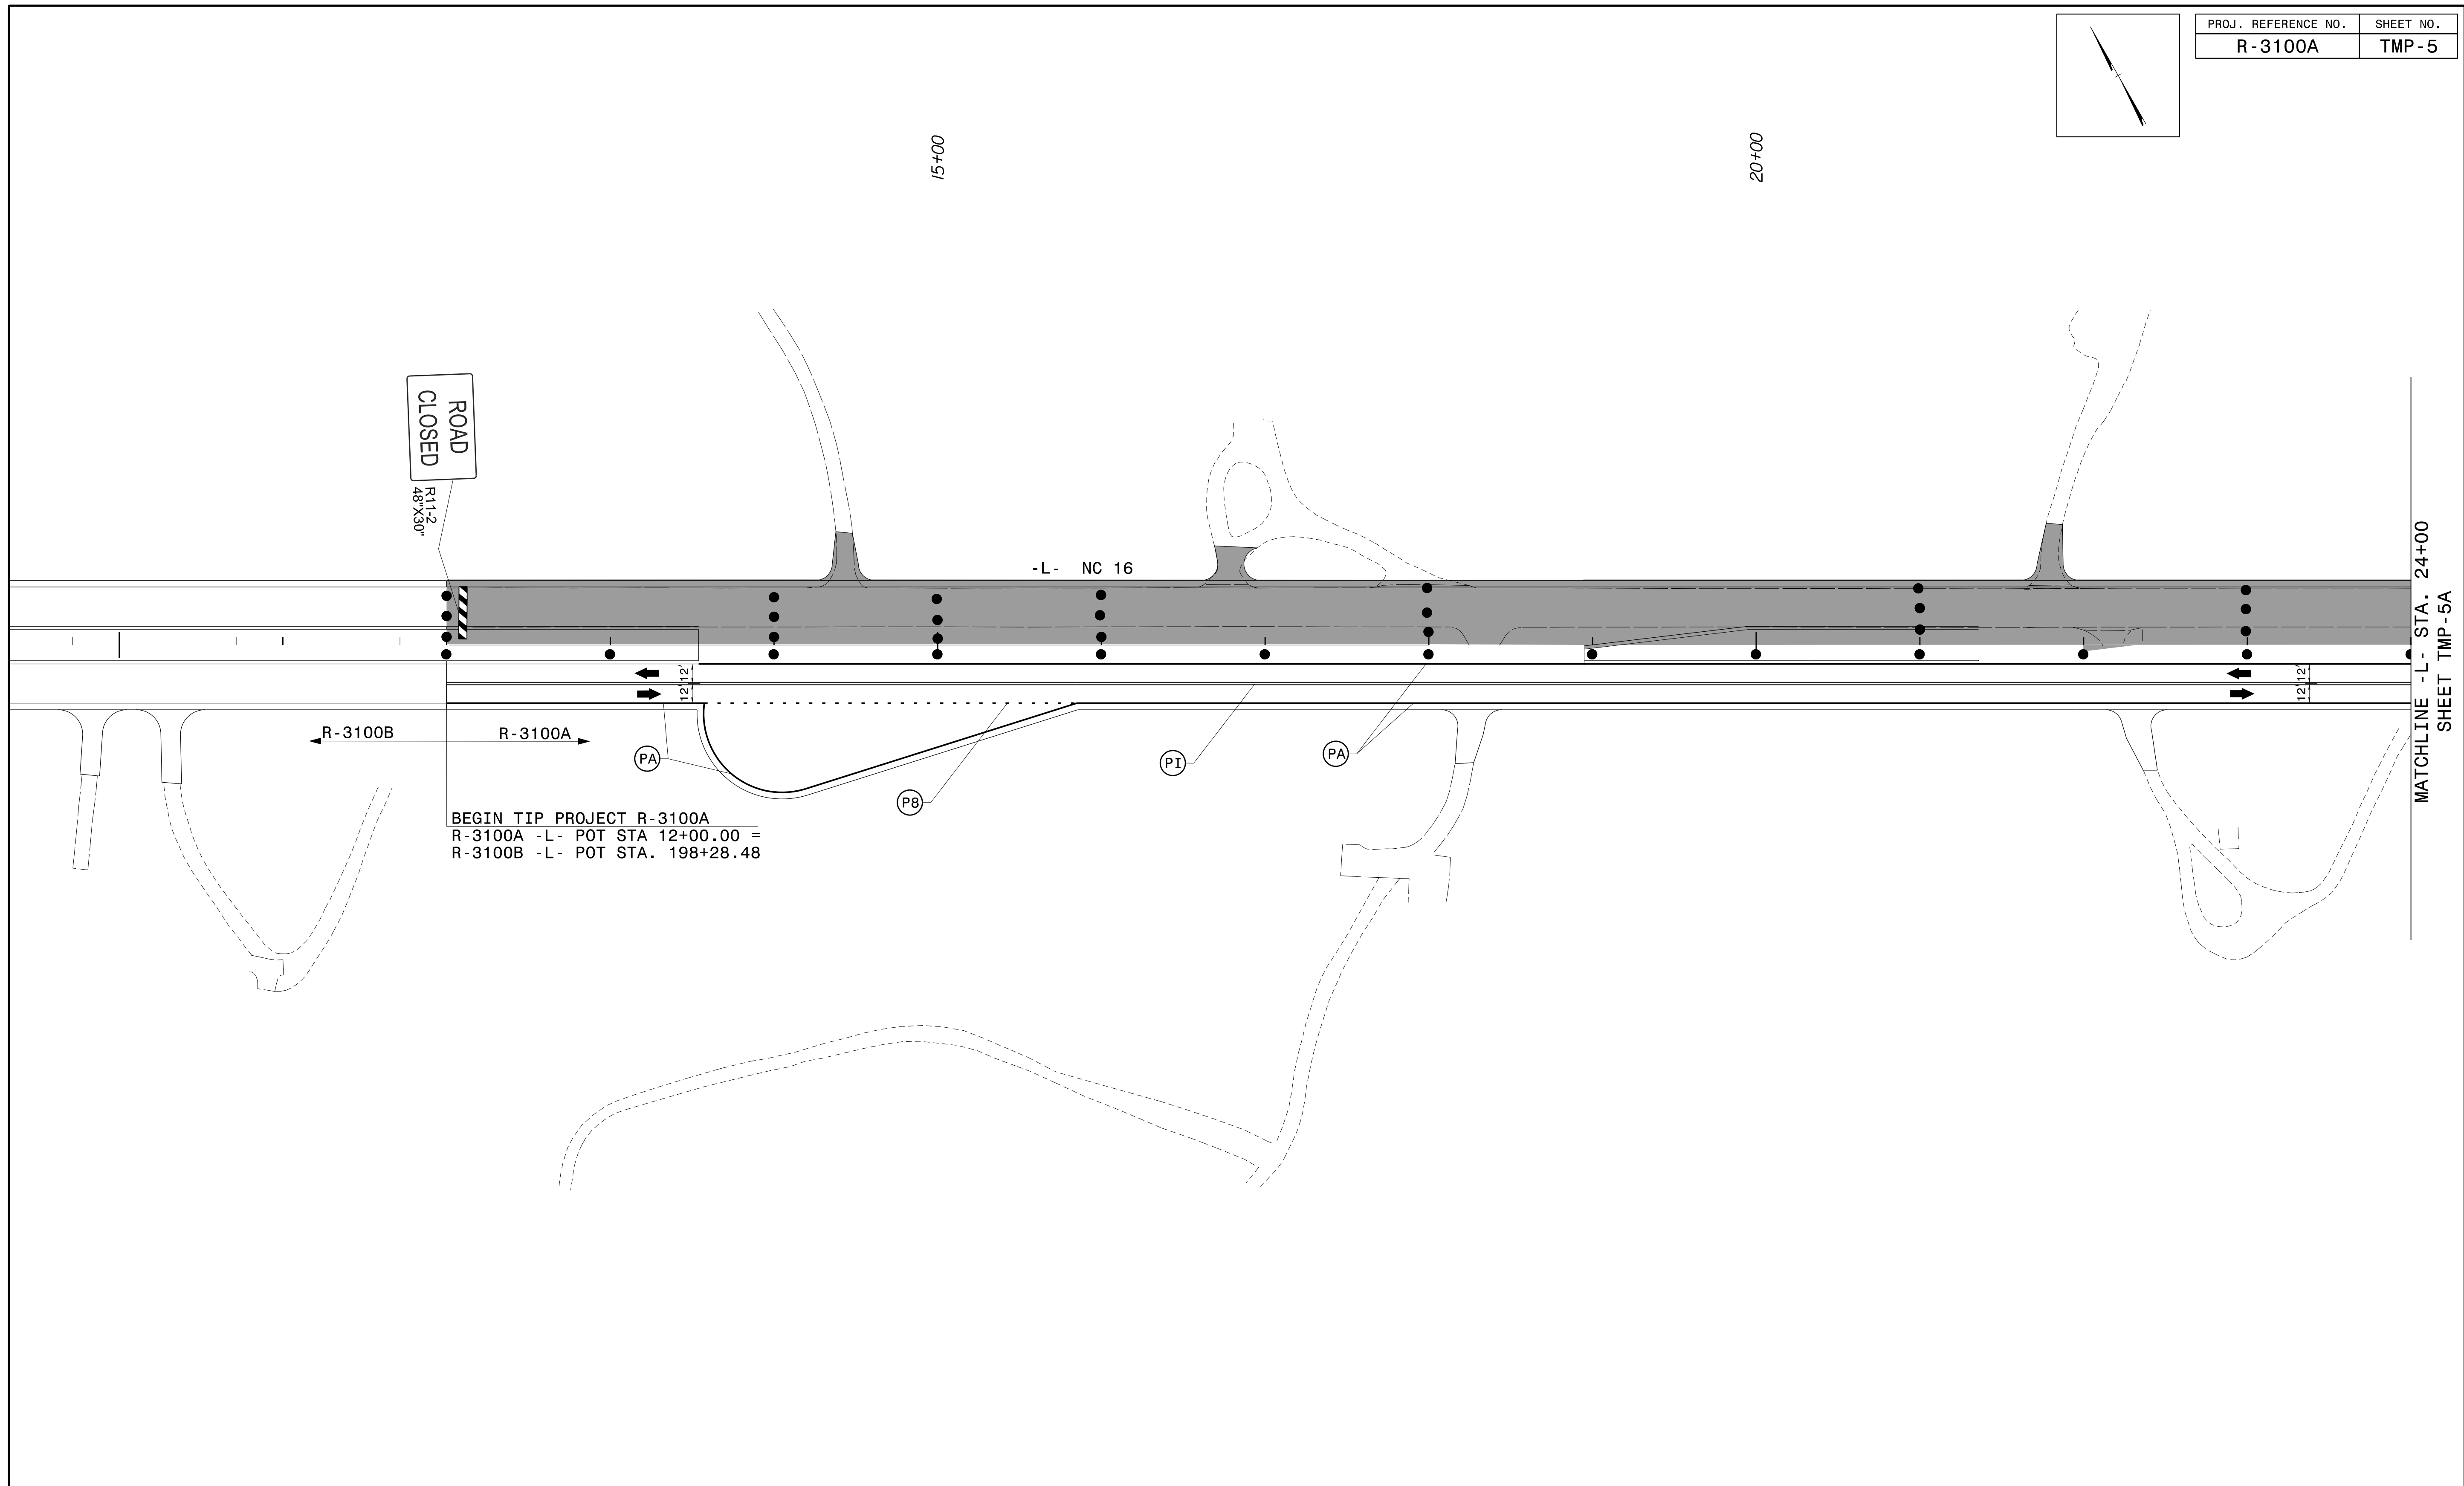 PROJ. REFERENCE NO.
SHEET NO.
R-3100A
TMP-5
15+00
20+00
ROAD
CLOSED
R11-2
48"X30"
-L- NC 16
12'
12'
12'
12'
MATCHLINE -L- STA. 24+00
SHEET TMP-5A
R-3100B
R-3100A
PA
P8
PI
PA
BEGIN TIP PROJECT R-3100A
R-3100A -L- POT STA 12+00.00 =
R-3100B -L- POT STA. 198+28.48